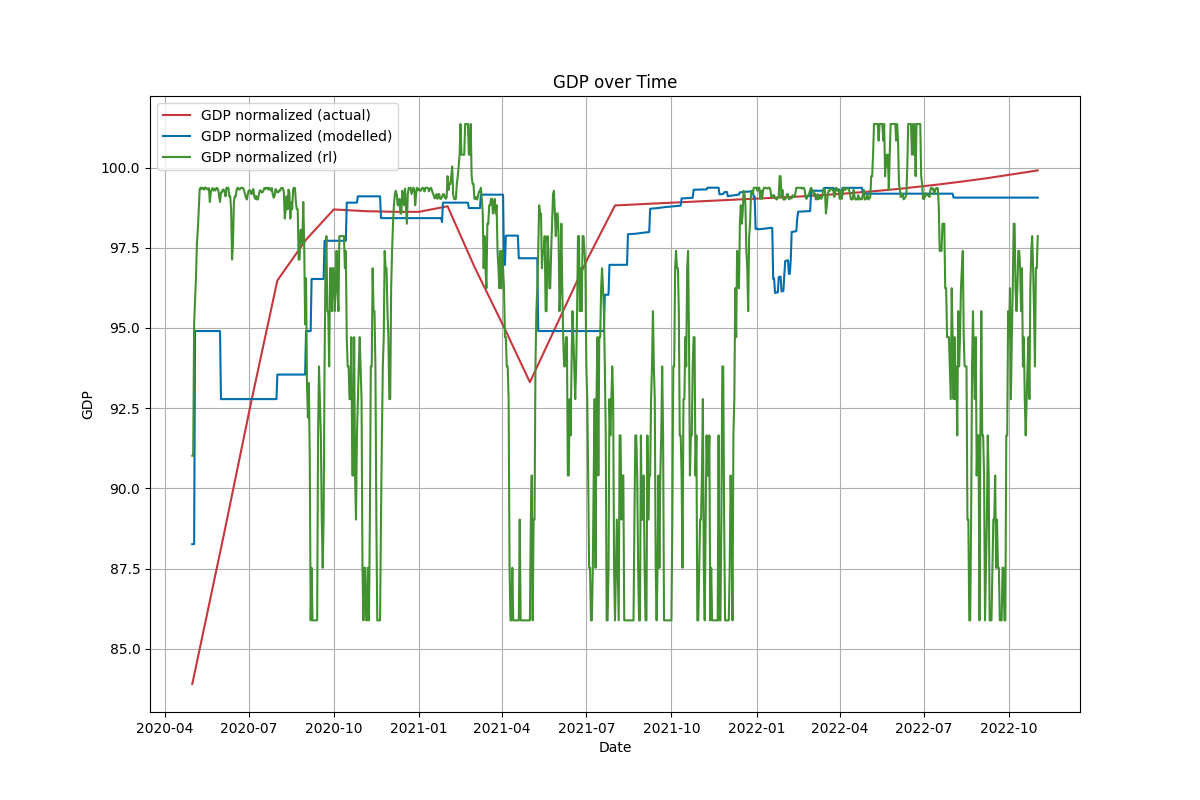 GDP over Time
GDP normalized (actual)
GDP normalized (modelled)
GDP normalized (rl)
100.0
97.5
95.0
92.5
90.0
87.5
85.0
GDP
2020-04 2020-07 2020-10 2021-01 2021-04 2021-07 2021-10 2022-01 2022-04 2022-07 2022-10
Date